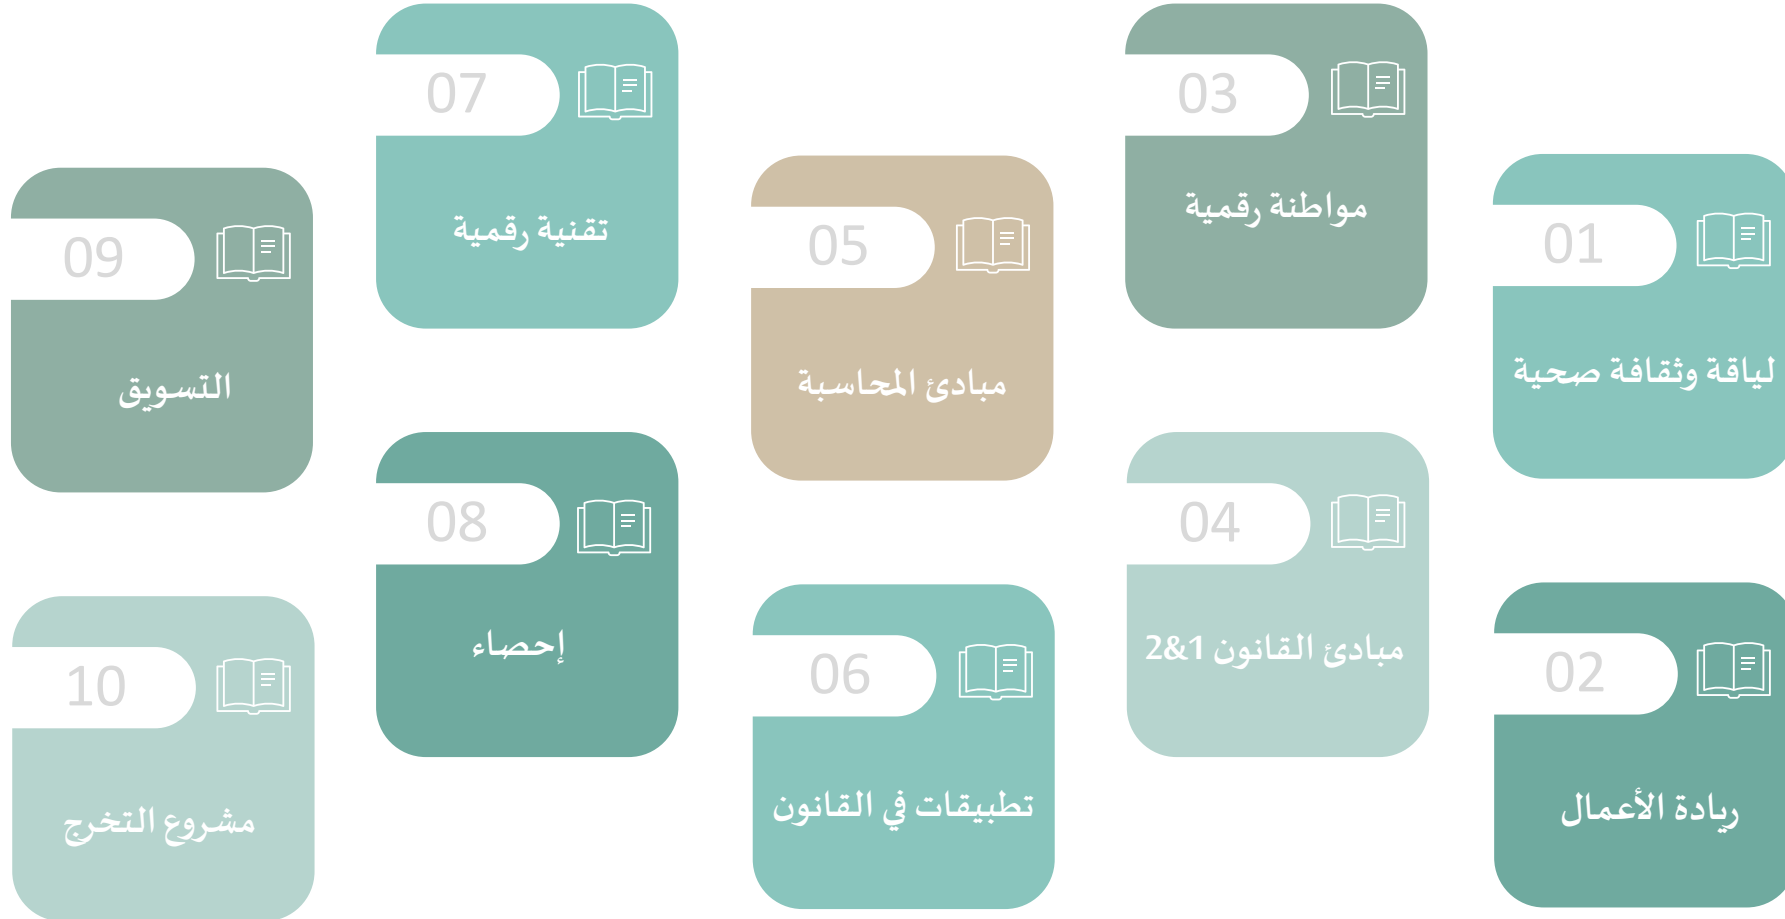 01
لياقة وثقافة صحية
02
ريادة الأعمال
03
مواطنة رقمية
04
مبادئ القانون 1&2
05
مبادئ المحاسبة
06
تطبيقات في القانون
07
تقنية رقمية
08
إحصاء
09
التسويق
10
مشروع التخرج